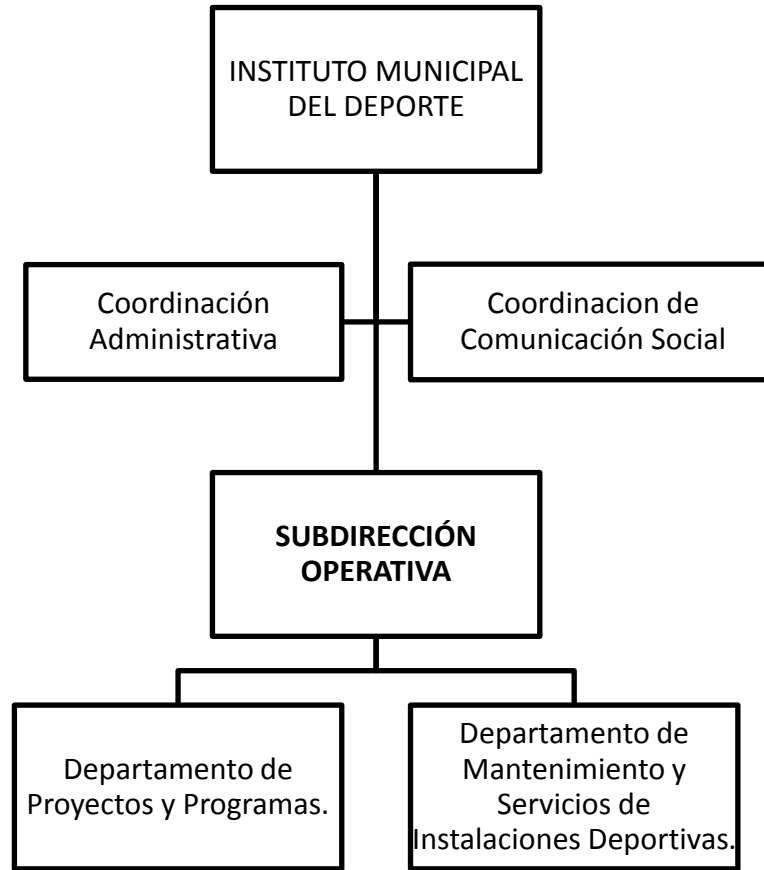 INSTITUTO MUNICIPAL
DEL DEPORTE
Coordinación
Administrativa
Coordinacion de
Comunicación Social
SUBDIRECCIÓN
OPERATIVA
Departamento de
Proyectos y Programas.
Departamento de
Mantenimiento y
Servicios de
Instalaciones Deportivas.